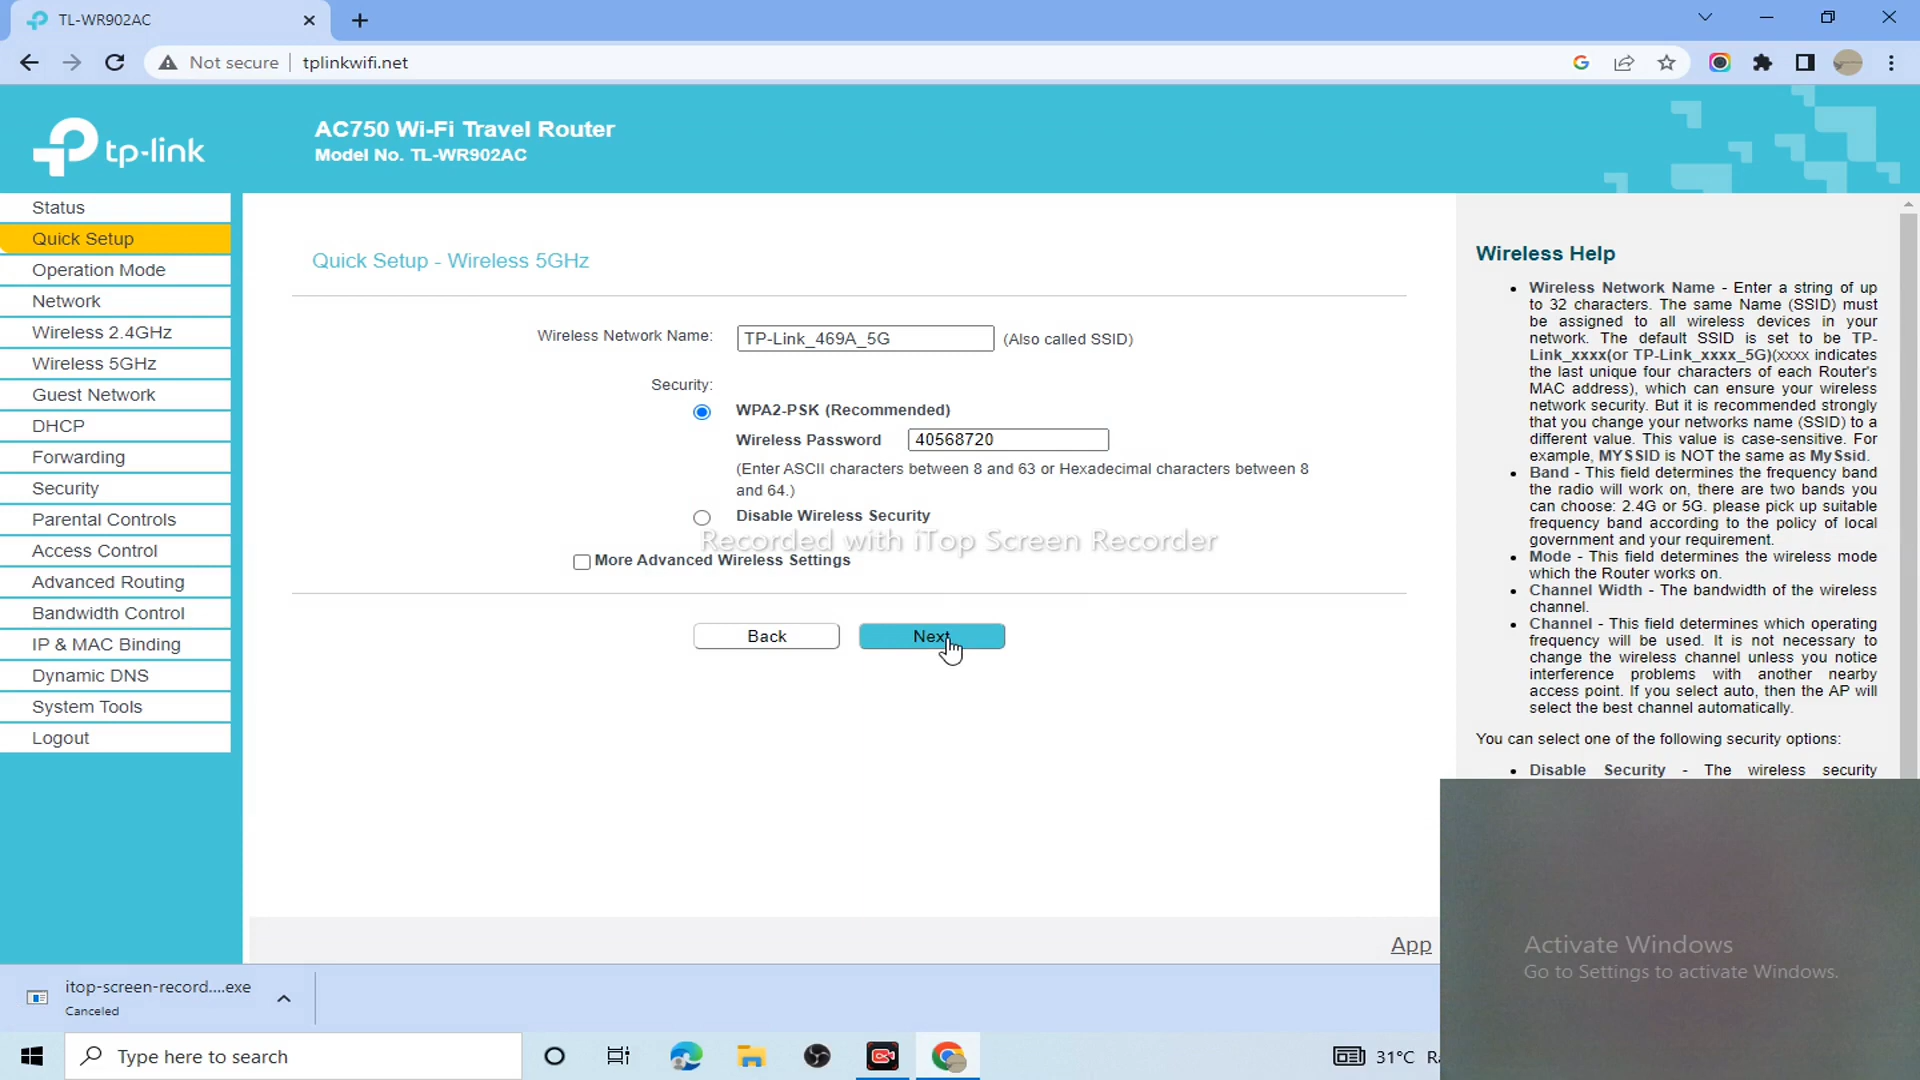 TL-WR902AC
Not secure
tplinkwifi.net
tp-link
AC750 Wi-Fi Travel Router
Model No. TL-WR902AC
Status
Quick Setup
Operation Mode
Network
Wireless 2.4GHz
Wireless 5GHz
Guest Network
DHCP
Forwarding
Security
Parental Controls
Access Control
Advanced Routing
Bandwidth Control
IP & MAC Binding
Dynamic DNS
System Tools
Logout
Quick Setup - Wireless 5GHz
Wireless Network Name: TP-Link_469A_5G (Also called SSID)
Security:
WPA2-PSK (Recommended)
Wireless Password 40568720
(Enter ASCII characters between 8 and 63 or Hexadecimal characters between 8
and 64.)
Disable Wireless Security
Recorded with iTop Screen Recorder
More Advanced Wireless Settings
Back
Next
Wireless Help
Wireless Network Name - Enter a string of up
to 32 characters. The same Name (SSID) must
be assigned to all wireless devices in your
network. The default SSID is set to be TP-
Link_xxxx(or TP-Link_xxxx_5G)(xxxx indicates
the last unique four characters of each Router's
MAC address), which can ensure your wireless
network security. But it is recommended strongly
that you change your networks name (SSID) to a
different value. This value is case-sensitive. For
example, MYSSID is NOT the same as MySsid.
Band - This field determines the frequency band
the radio will work on, there are two bands you
can choose: 2.4G or 5G. please pick up suitable
frequency band according to the policy of local
government and your requirement.
Mode - This field determines the wireless mode
which the Router works on.
Channel Width - The bandwidth of the wireless
channel.
Channel - This field determines which operating
frequency will be used. It is not necessary to
change the wireless channel unless you notice
interference problems with another nearby
access point. If you select auto, then the AP will
select the best channel automatically.
You can select one of the following security options:
Disable Security - The wireless security
App
Activate Windows
Go to Settings to activate Windows.
itop-screen-record....exe
Canceled
Type here to search
31°C